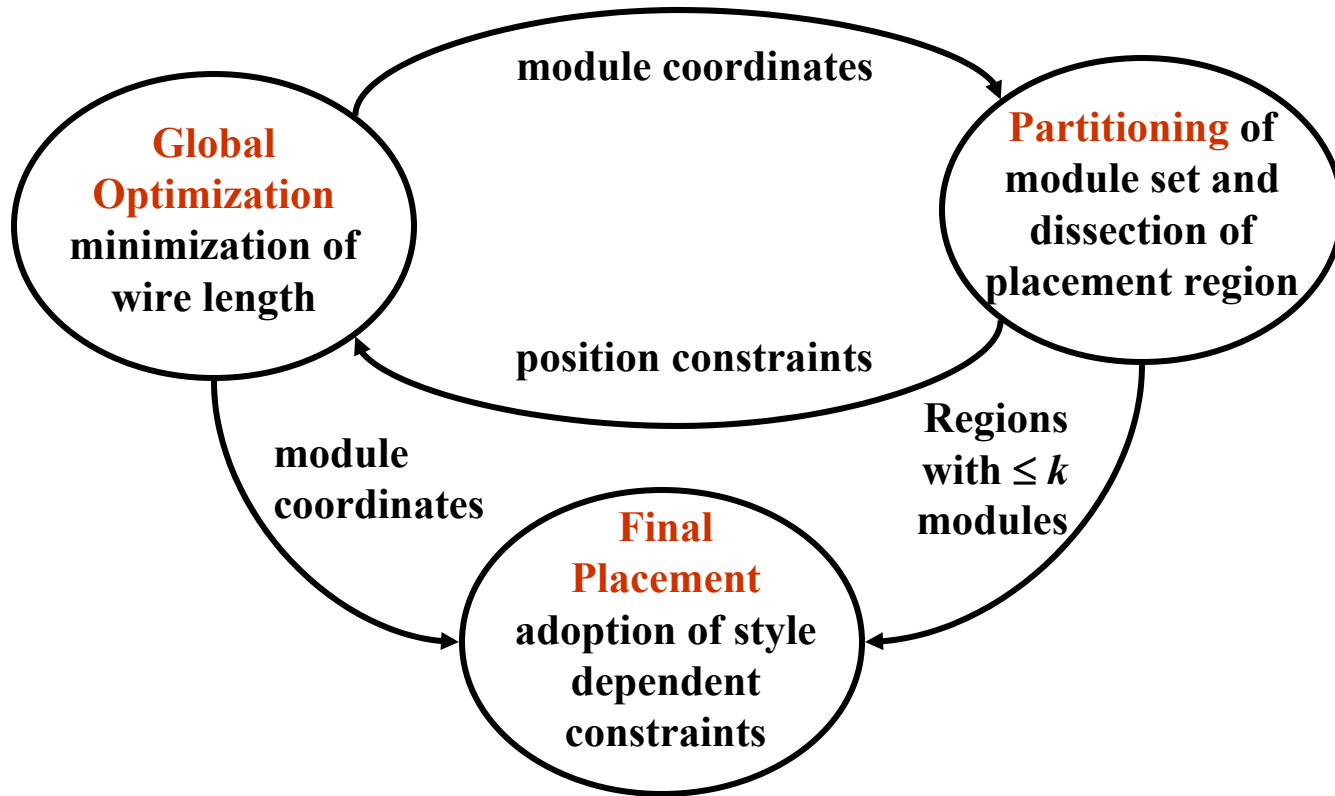 module coordinates
Global
Optimization
minimization of
wire length
Partitioning of
module set and
dissection of
placement region
position constraints
module
coordinates
Regions
with ≤ k
modules
Final
Placement
adoption of style
dependent
constraints